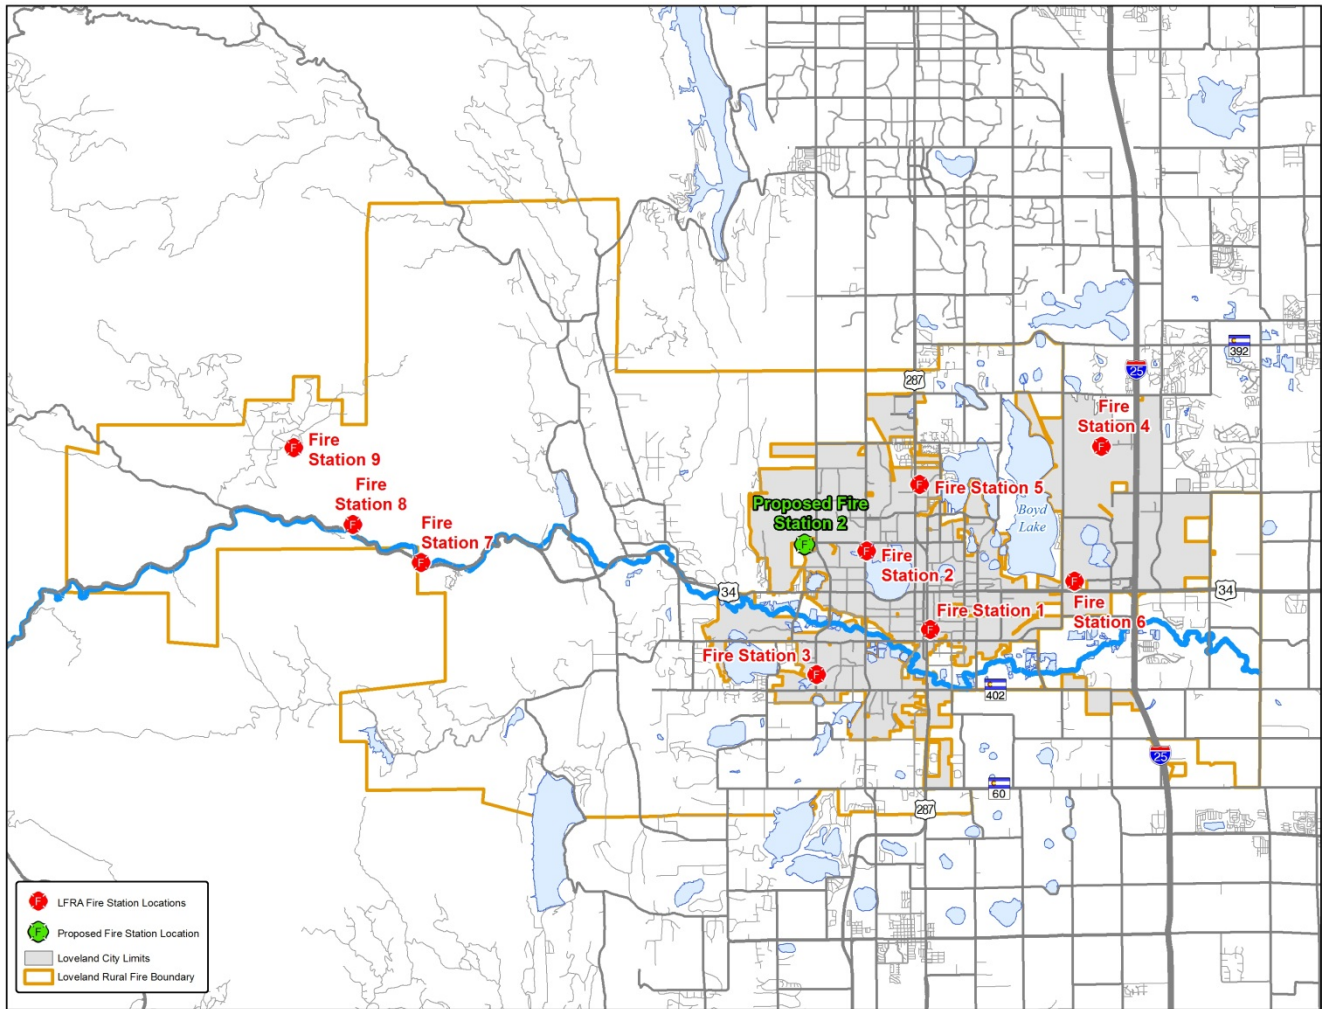 392
287
25
Fire
Station 4
Fire
Station 9
Fire
Station 8
Fire Station 5
Proposed Fire
Station 2
Boyd
Lake
Fire
Station 7
Fire
Station 2
34
34
Fire Station 1
Fire
Station 6
Fire Station 3
402
25
60
287
F LFRA Fire Station Locations
F Proposed Fire Station Location
Loveland City Limits
Loveland Rural Fire Boundary